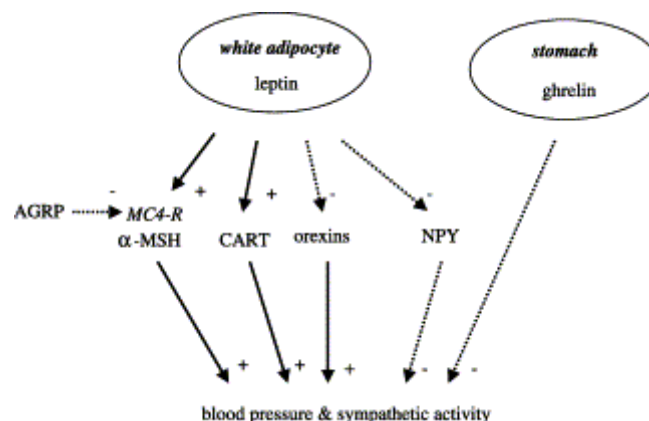 white adipocyte
leptin
stomach
ghrelin
- + + - -
AGRP MC4-R
α-MSH CART orexins NPY
+ + + - -
blood pressure & sympathetic activity